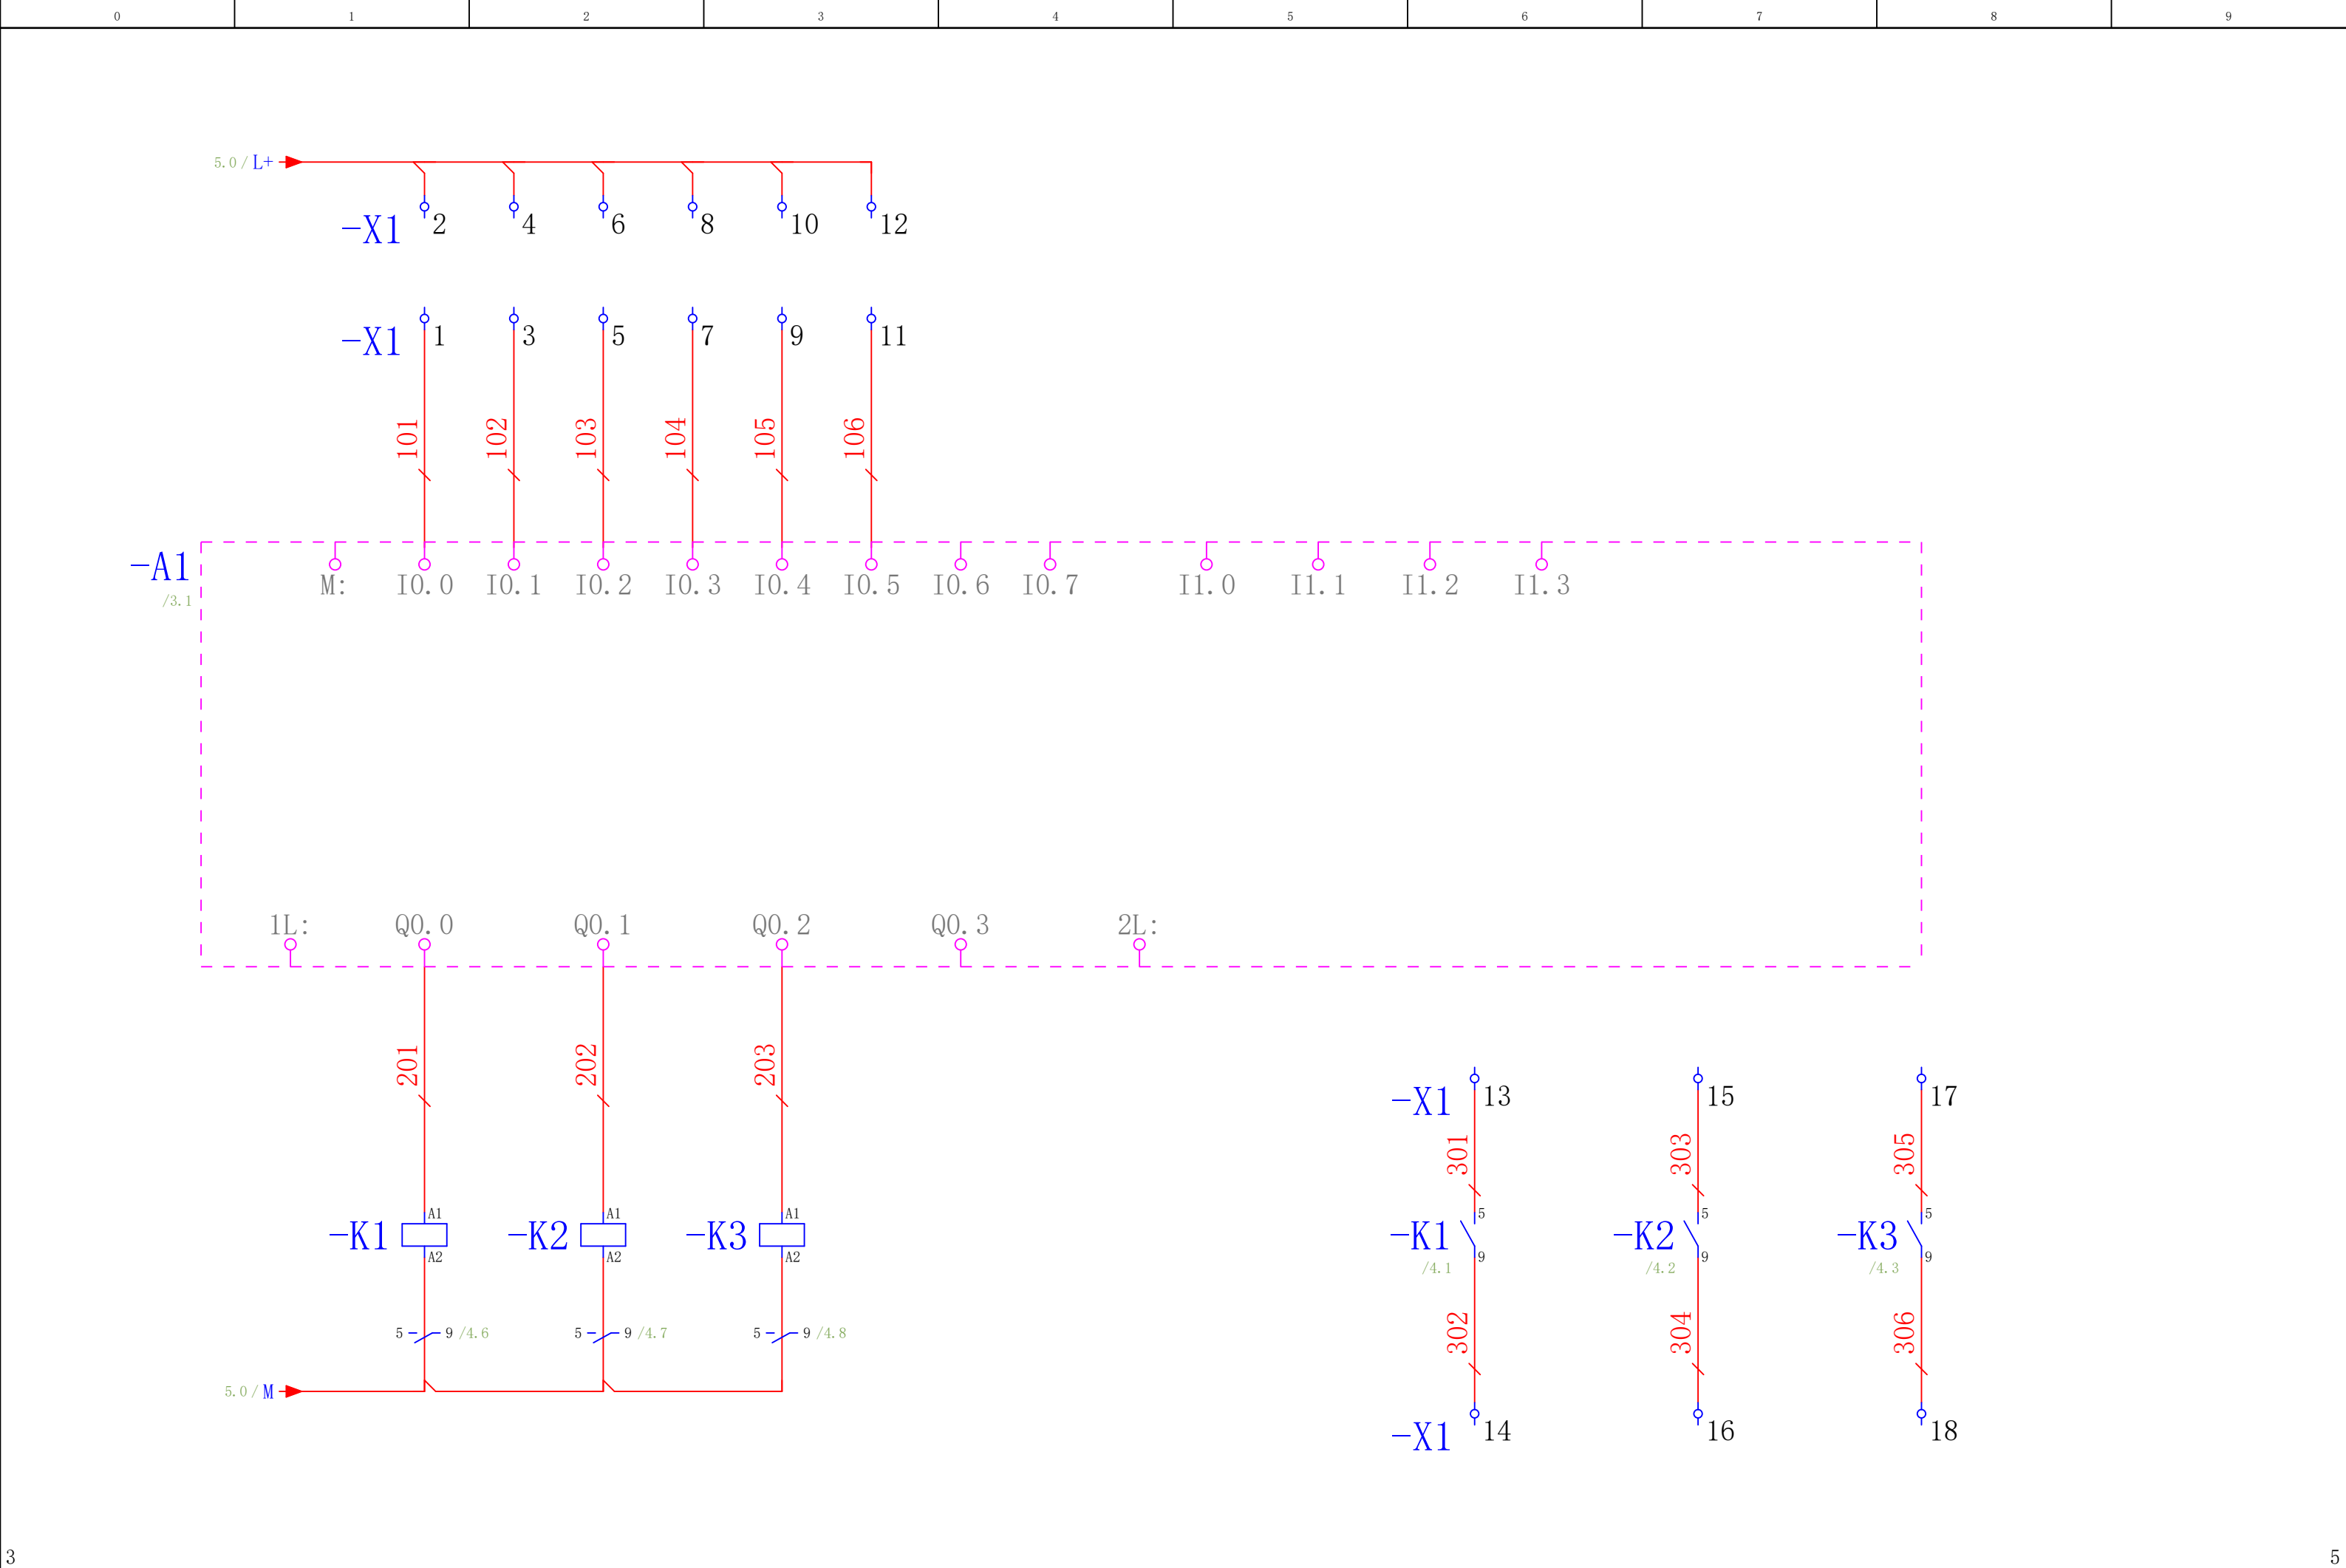 0 1 2 3 4 5 6 7 8 9
5.0 / L+
-X1 2 4 6 8 10 12
-X1 1 3 5 7 9 11
101 102 103 104 105 106
-A1
/3.1
M: I0.0 I0.1 I0.2 I0.3 I0.4 I0.5 I0.6 I0.7 I1.0 I1.1 I1.2 I1.3
1L: Q0.0 Q0.1 Q0.2 Q0.3 2L:
201 202 203
-X1 13 15 17
301 303 305
A1 A1 A1 5 5 5
-K1 -K2 -K3 -K1 -K2 -K3
A2 A2 A2 9 9 9
/4.1 /4.2 /4.3
5 9 /4.6 5 9 /4.7 5 9 /4.8
302 304 306
5.0 / M
-X1 14 16 18
3 5